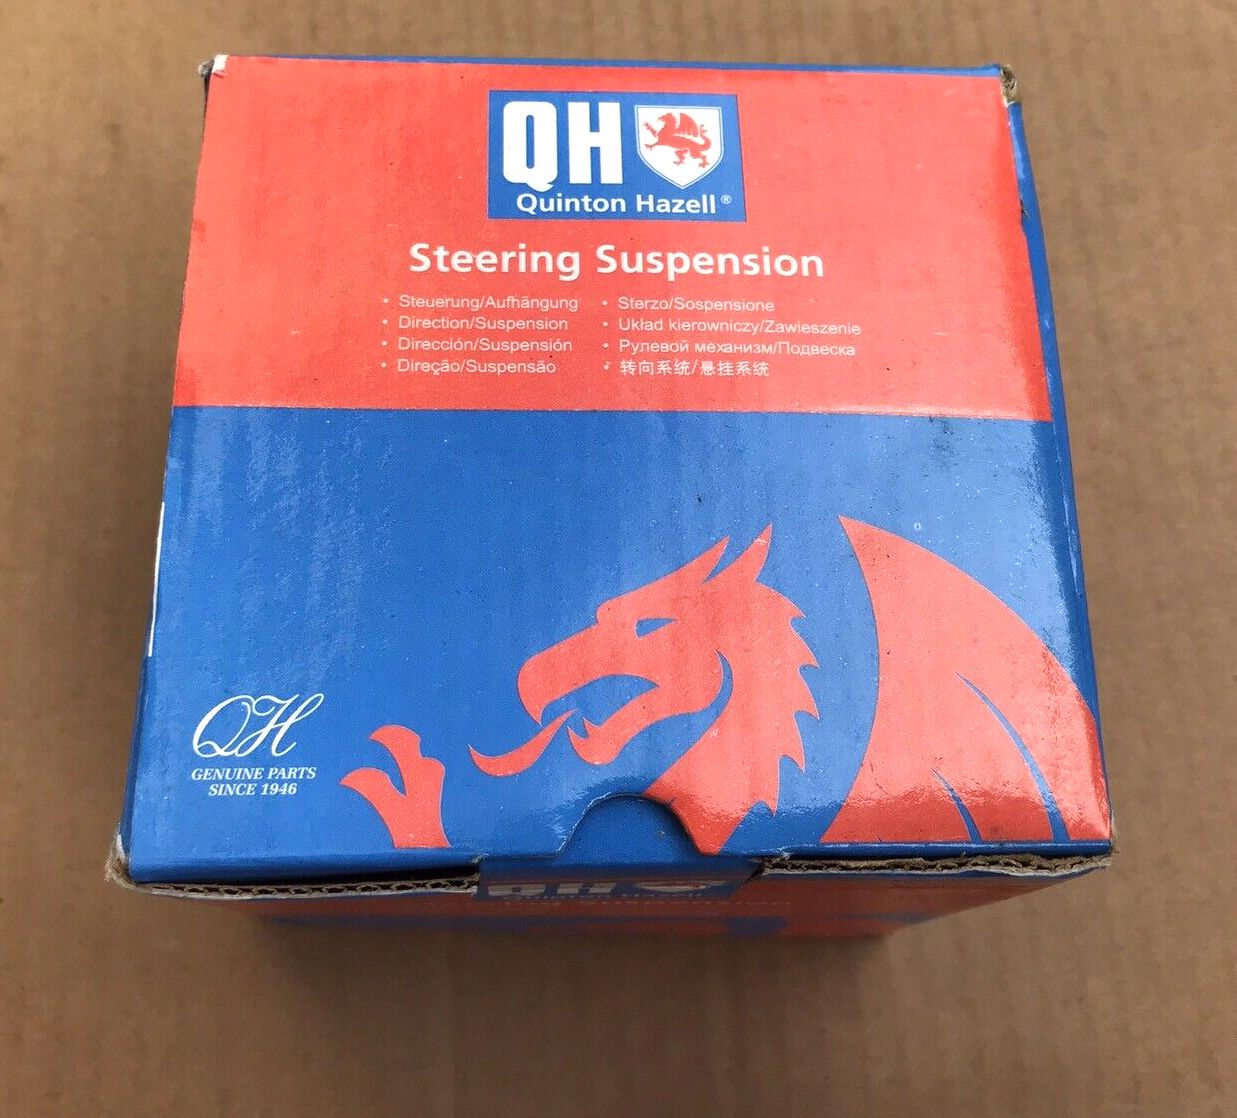 QH
Quinton Hazell®
Steering Suspension
• Steuerung/Aufhängung
• Direction/Suspension
• Dirección/Suspensión
• Direção/Suspensão
• Sterzo/Sospensione
• Układ kierowniczy/Zawieszenie
• Рулевой механизм/Подвеска
• 转向系统/悬挂系统
QH
GENUINE PARTS
SINCE 1946
QH